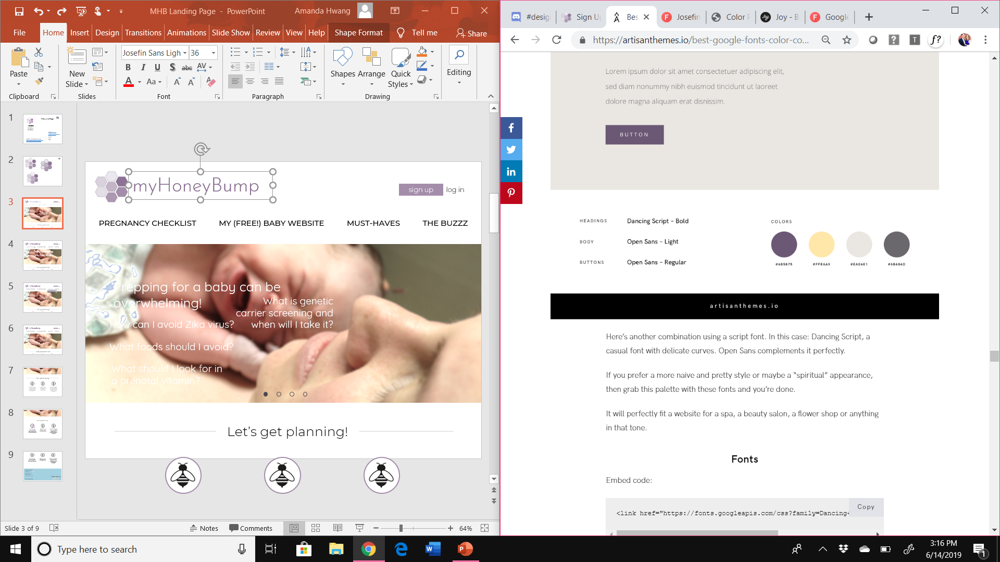 MHB Landing Page - PowerPoint
Amanda Hwang
File Home Insert Design Transitions Animations Slide Show Review View Help Shape Format Tell me Share
Paste
New
Slide
Josefin Sans Ligh 36
B I U S abc AV
A Aa A A
Shapes Arrange Quick
Styles
Editing
Clipboard Slides Font Paragraph Drawing
1
2
3
4
5
6
7
8
9
myHoneyBump
sign up log in
PREGNANCY CHECKLIST MY (FREE!) BABY WEBSITE MUST-HAVES THE BUZZZ
Prepping for a baby can be
overwhelming!
What is genetic
carrier screening and
when will I take it?
How can I avoid Zika virus?
What foods should I avoid?
What should I look for in
a prenatal vitamin?
Let's get planning!
Slide 3 of 9 Notes Comments 64%
#desig Sign U Bes Josefin Color Joy - B Google
https://artisanthemes.io/best-google-fonts-color-co...
Lorem ipsum dolor sit amet consectetuer adipiscing elit,
sed diam nonummy nibh euismod tincidunt ut laoreet
dolore magna aliquam erat disnissim.
BUTTON
HEADINGS Dancing Script – Bold
BODY Open Sans – Light
BUTTONS Open Sans – Regular
COLORS
#6B5875 #FFE6A9 #EAE6E1 #6B686D
artisanthemes.io
Here's another combination using a script font. In this case: Dancing Script, a
casual font with delicate curves. Open Sans complements it perfectly.
If you prefer a more naive and pretty style or maybe a “spiritual” appearance,
then grab this palette with these fonts and you're done.
It will perfectly fit a website for a spa, a beauty salon, a flower shop or anything
in that tone.
Fonts
Embed code:
Copy
<link href="https://fonts.googleapis.com/css?family=Dancing+
Type here to search
3:16 PM
6/14/2019
1